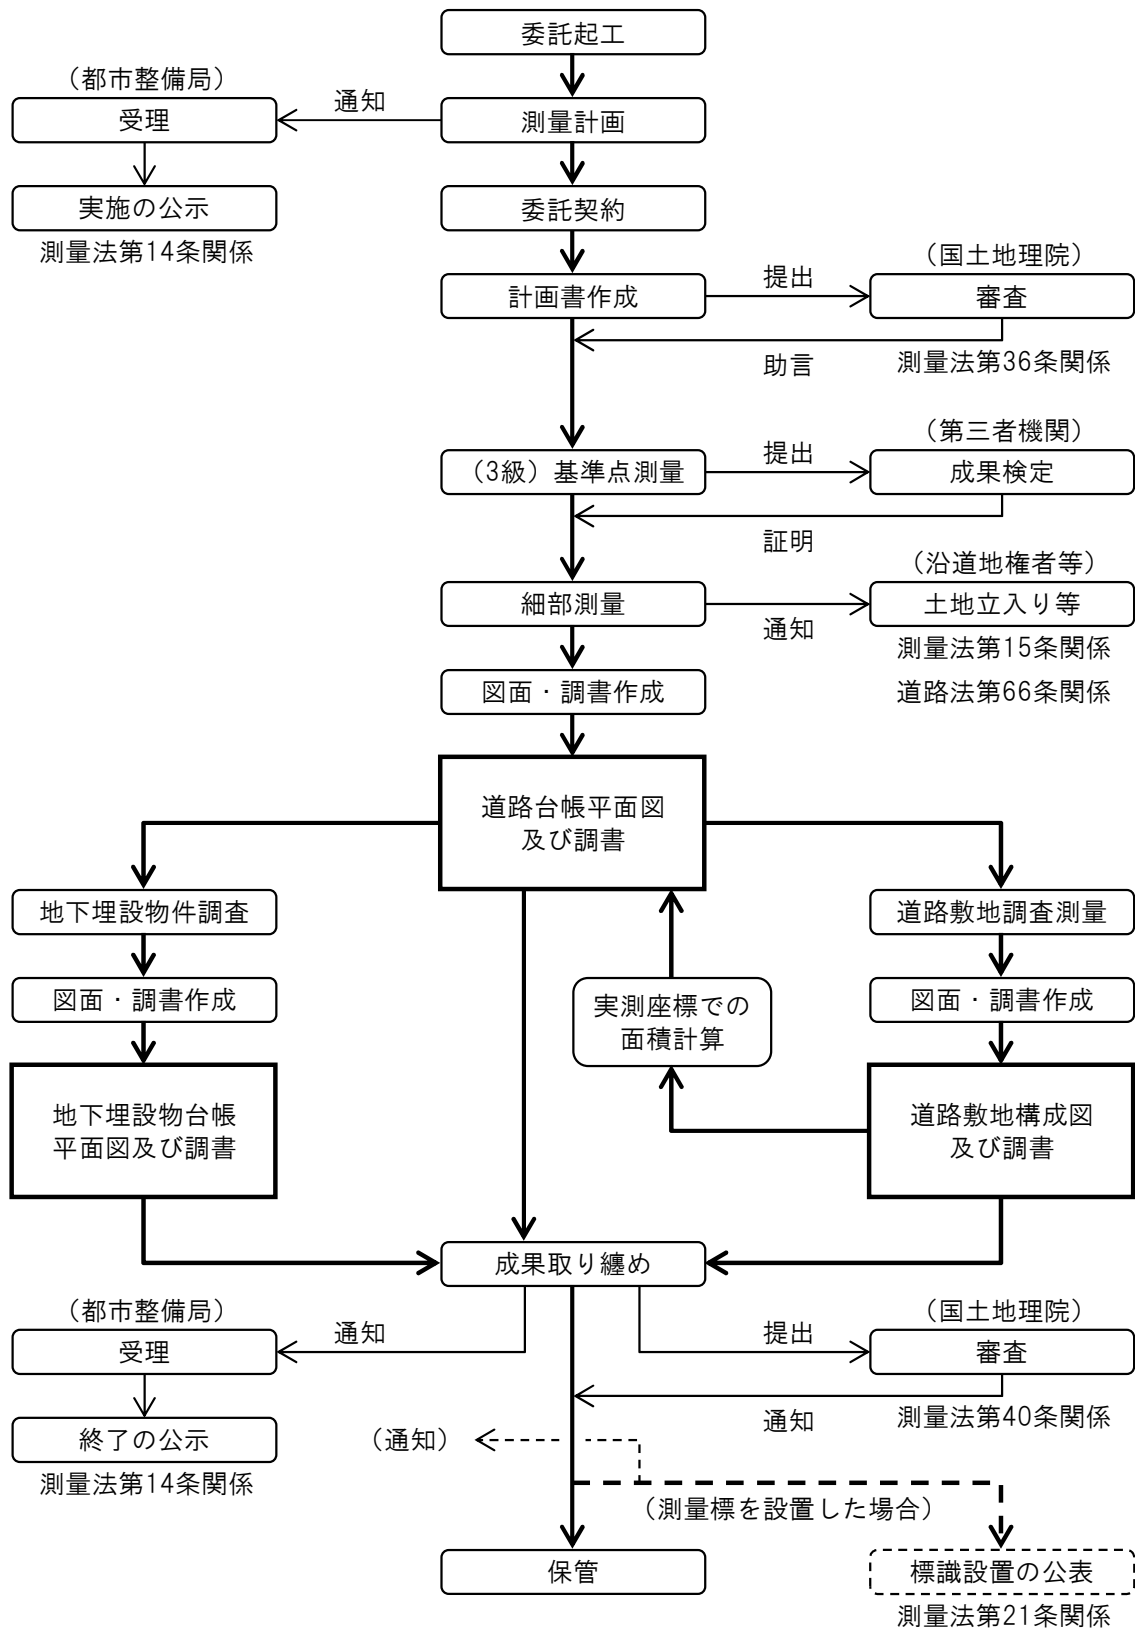 委託起工
（都市整備局）
通知
受理
測量計画
実施の公示
委託契約
測量法第14条関係
（国土地理院）
提出
計画書作成
審査
助言
測量法第36条関係
（第三者機関）
提出
（3級）基準点測量
成果検定
証明
（沿道地権者等）
細部測量
土地立入り等
通知
測量法第15条関係
図面・調書作成
道路法第66条関係
道路台帳平面図
及び調書
地下埋設物件調査
道路敷地調査測量
図面・調書作成
実測座標での
面積計算
図面・調書作成
地下埋設物台帳
平面図及び調書
道路敷地構成図
及び調書
成果取り纏め
（都市整備局）
通知
受理
（国土地理院）
提出
審査
通知
測量法第40条関係
終了の公示
（通知）
測量法第14条関係
（測量標を設置した場合）
保管
標識設置の公表
測量法第21条関係